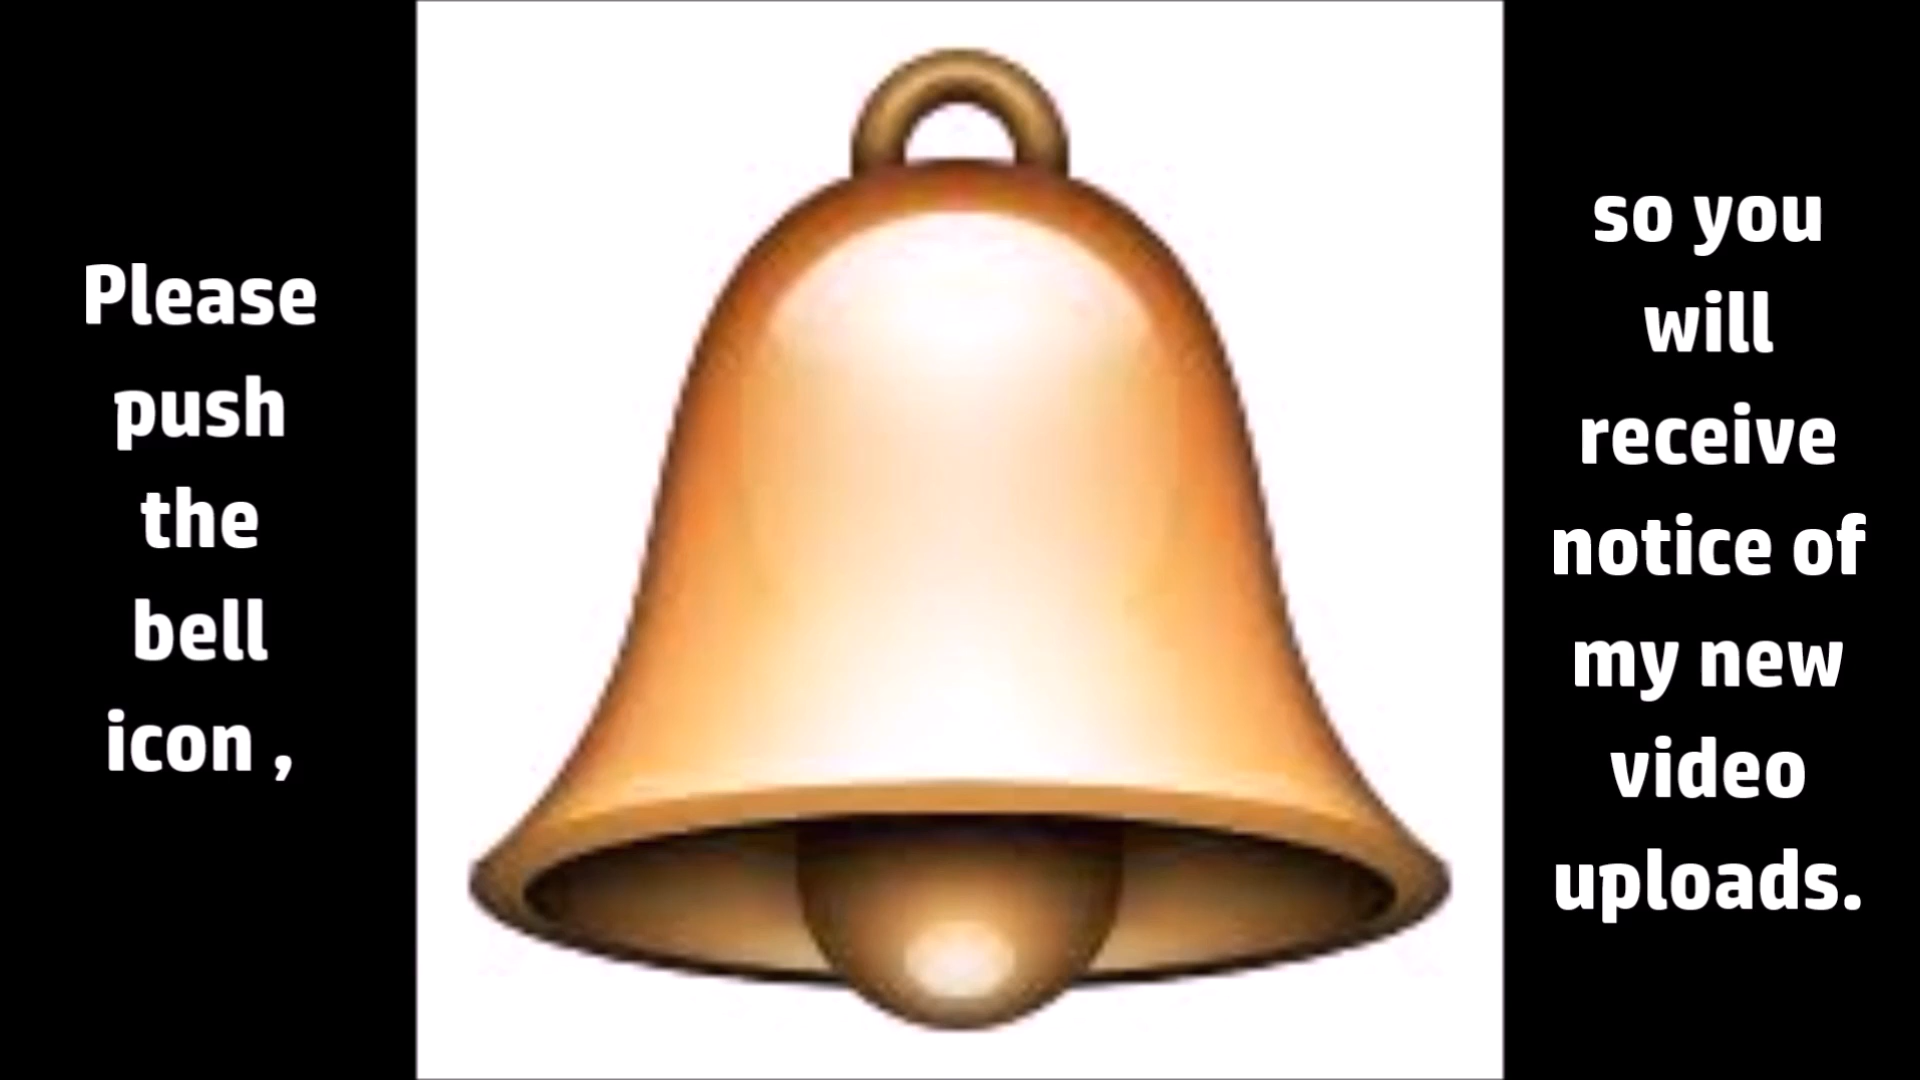 Please
push
the
bell
icon ,
so you
will
receive
notice of
my new
video
uploads.